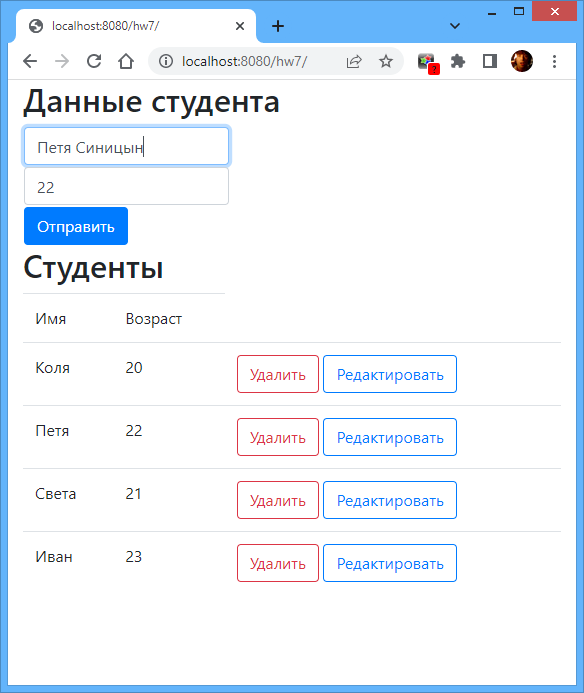 localhost:8080/hw7/
localhost:8080/hw7/
2
Данные студента
Петя Синицын
22
Отправить
Студенты
Имя Возраст
Коля 20 Удалить Редактировать
Петя 22 Удалить Редактировать
Света 21 Удалить Редактировать
Иван 23 Удалить Редактировать